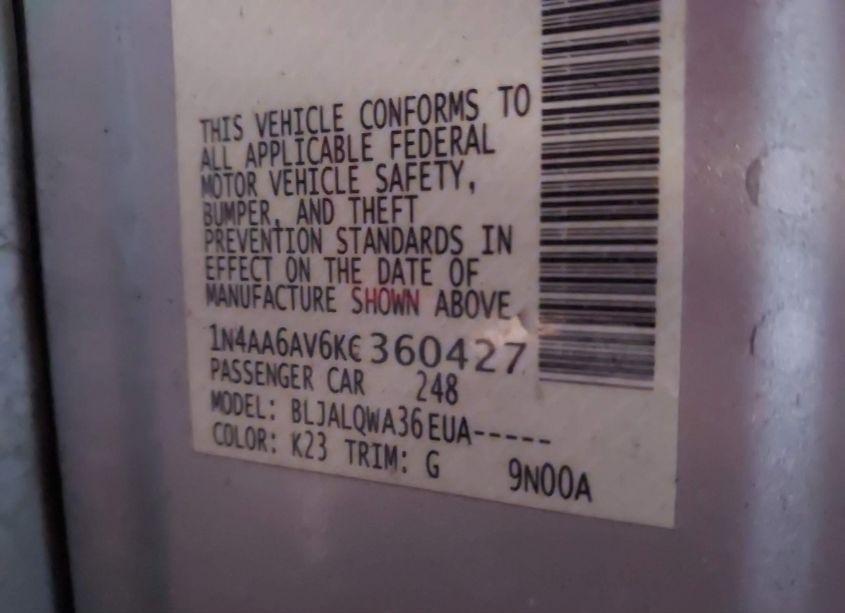 THIS VEHICLE CONFORMS TO
ALL APPLICABLE FEDERAL
MOTOR VEHICLE SAFETY,
BUMPER, AND THEFT
PREVENTION STANDARDS IN
EFFECT ON THE DATE OF
MANUFACTURE SHOWN ABOVE.
1N4AA6AV6KC360427
PASSENGER CAR 248
MODEL: BLJALQWA36EUA-----
COLOR: K23 TRIM: G 9N00A